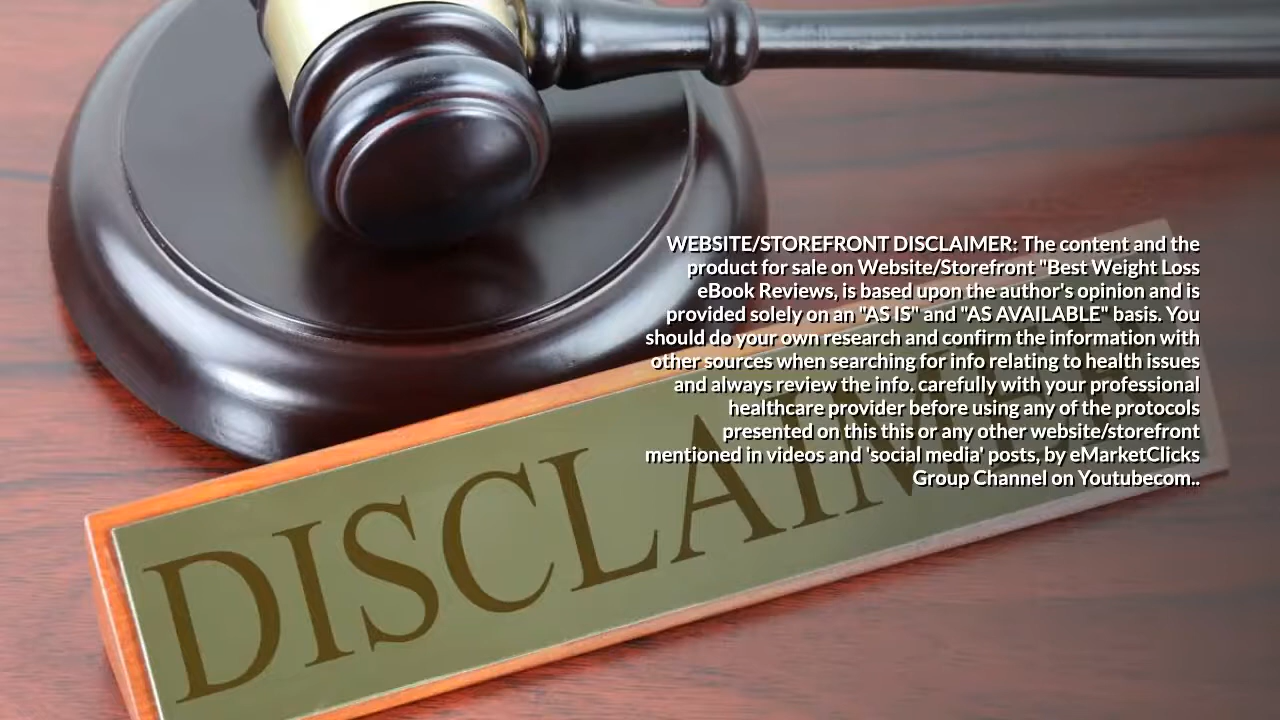 WEBSITE/STOREFRONT DISCLAIMER: The content and the
product for sale on Website/Storefront "Best Weight Loss
eBook Reviews, is based upon the author's opinion and is
provided solely on an "AS IS" and "AS AVAILABLE" basis. You
should do your own research and confirm the information with
other sources when searching for info relating to health issues
and always review the info. carefully with your professional
healthcare provider before using any of the protocols
presented on this this or any other website/storefront
mentioned in videos and 'social media' posts, by eMarketClicks
Group Channel on Youtubecom..
DISCLAIMER